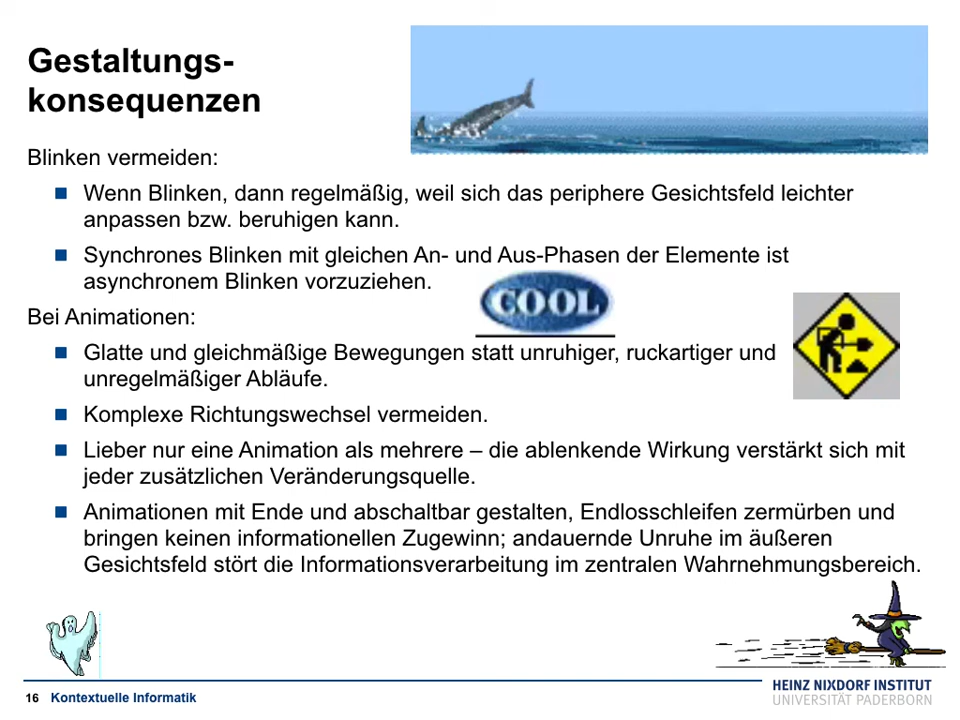 Gestaltungs-
konsequenzen
Blinken vermeiden:
Wenn Blinken, dann regelmäßig, weil sich das periphere Gesichtsfeld leichter
anpassen bzw. beruhigen kann.
Synchrones Blinken mit gleichen An- und Aus-Phasen der Elemente ist
asynchronem Blinken vorzuziehen.
COOL
Bei Animationen:
Glatte und gleichmäßige Bewegungen statt unruhiger, ruckartiger und
unregelmäßiger Abläufe.
Komplexe Richtungswechsel vermeiden.
Lieber nur eine Animation als mehrere – die ablenkende Wirkung verstärkt sich mit
jeder zusätzlichen Veränderungsquelle.
Animationen mit Ende und abschaltbar gestalten, Endlosschleifen zermürben und
bringen keinen informationellen Zugewinn; andauernde Unruhe im äußeren
Gesichtsfeld stört die Informationsverarbeitung im zentralen Wahrnehmungsbereich.
16 Kontextuelle Informatik
HEINZ NIXDORF INSTITUT
UNIVERSITÄT PADERBORN